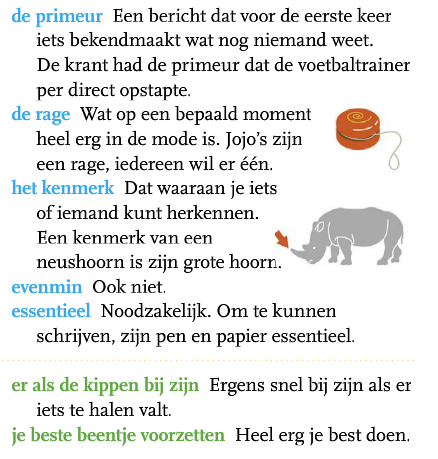 de primeur Een bericht dat voor de eerste keer
iets bekendmaakt wat nog niemand weet.
De krant had de primeur dat de voetbaltrainer
per direct opstapte.
de rage Wat op een bepaald moment
heel erg in de mode is. Jojo’s zijn
een rage, iedereen wil er één.
het kenmerk Dat waaraan je iets
of iemand kunt herkennen.
Een kenmerk van een
neushoorn is zijn grote hoorn.
evenmin Ook niet.
essentieel Noodzakelijk. Om te kunnen
schrijven, zijn pen en papier essentieel.
er als de kippen bij zijn Ergens snel bij zijn als er
iets te halen valt.
je beste beentje voorzetten Heel erg je best doen.